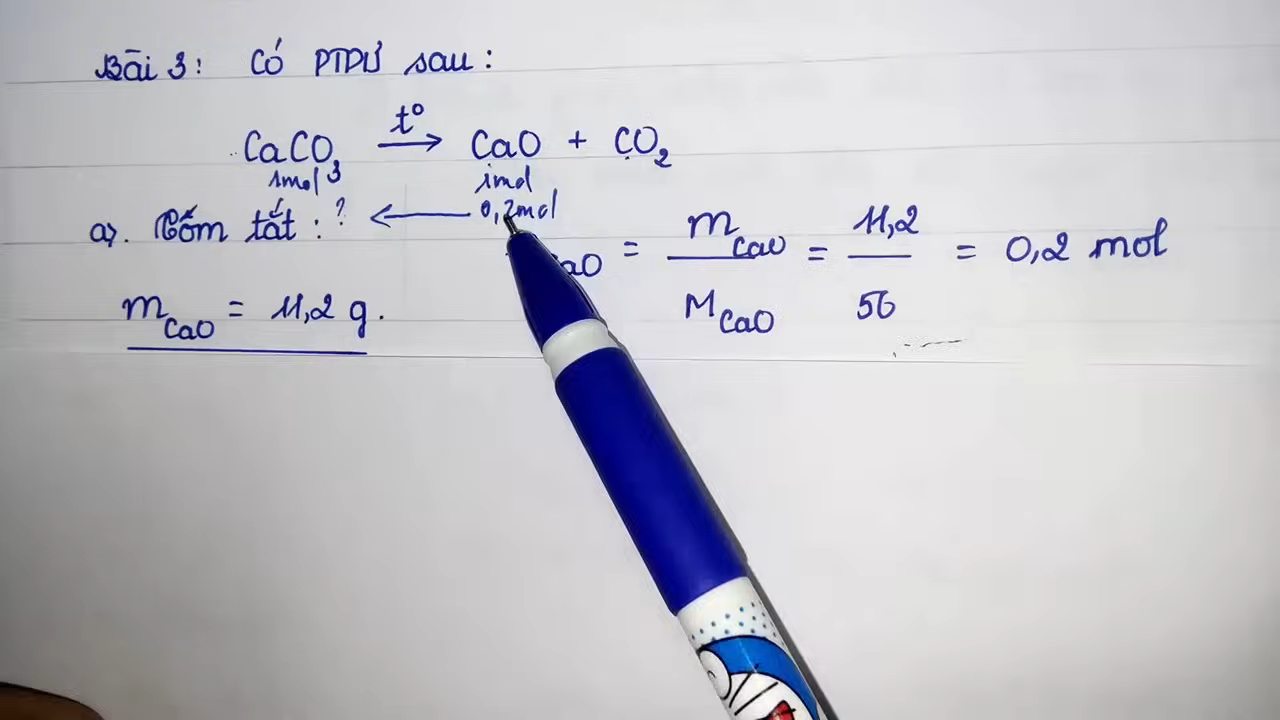 Bài 3: Có PTPƯ sau:
CaCO3 t° → CaO + CO2
1mol 1mol
a). Tóm tắt: ? ← 0,2mol
CaO = mCaO / MCaO = 11,2 / 56 = 0,2 mol
mCaO = 11,2 g.